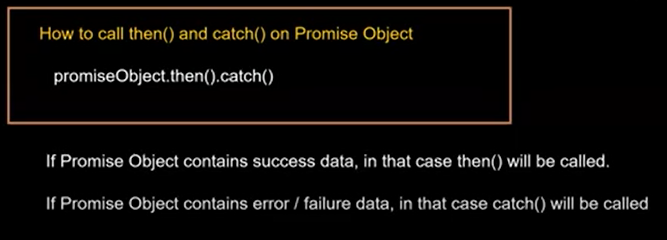 How to call then() and catch() on Promise Object
promiseObject.then().catch()
If Promise Object contains success data, in that case then() will be called.
If Promise Object contains error / failure data, in that case catch() will be called